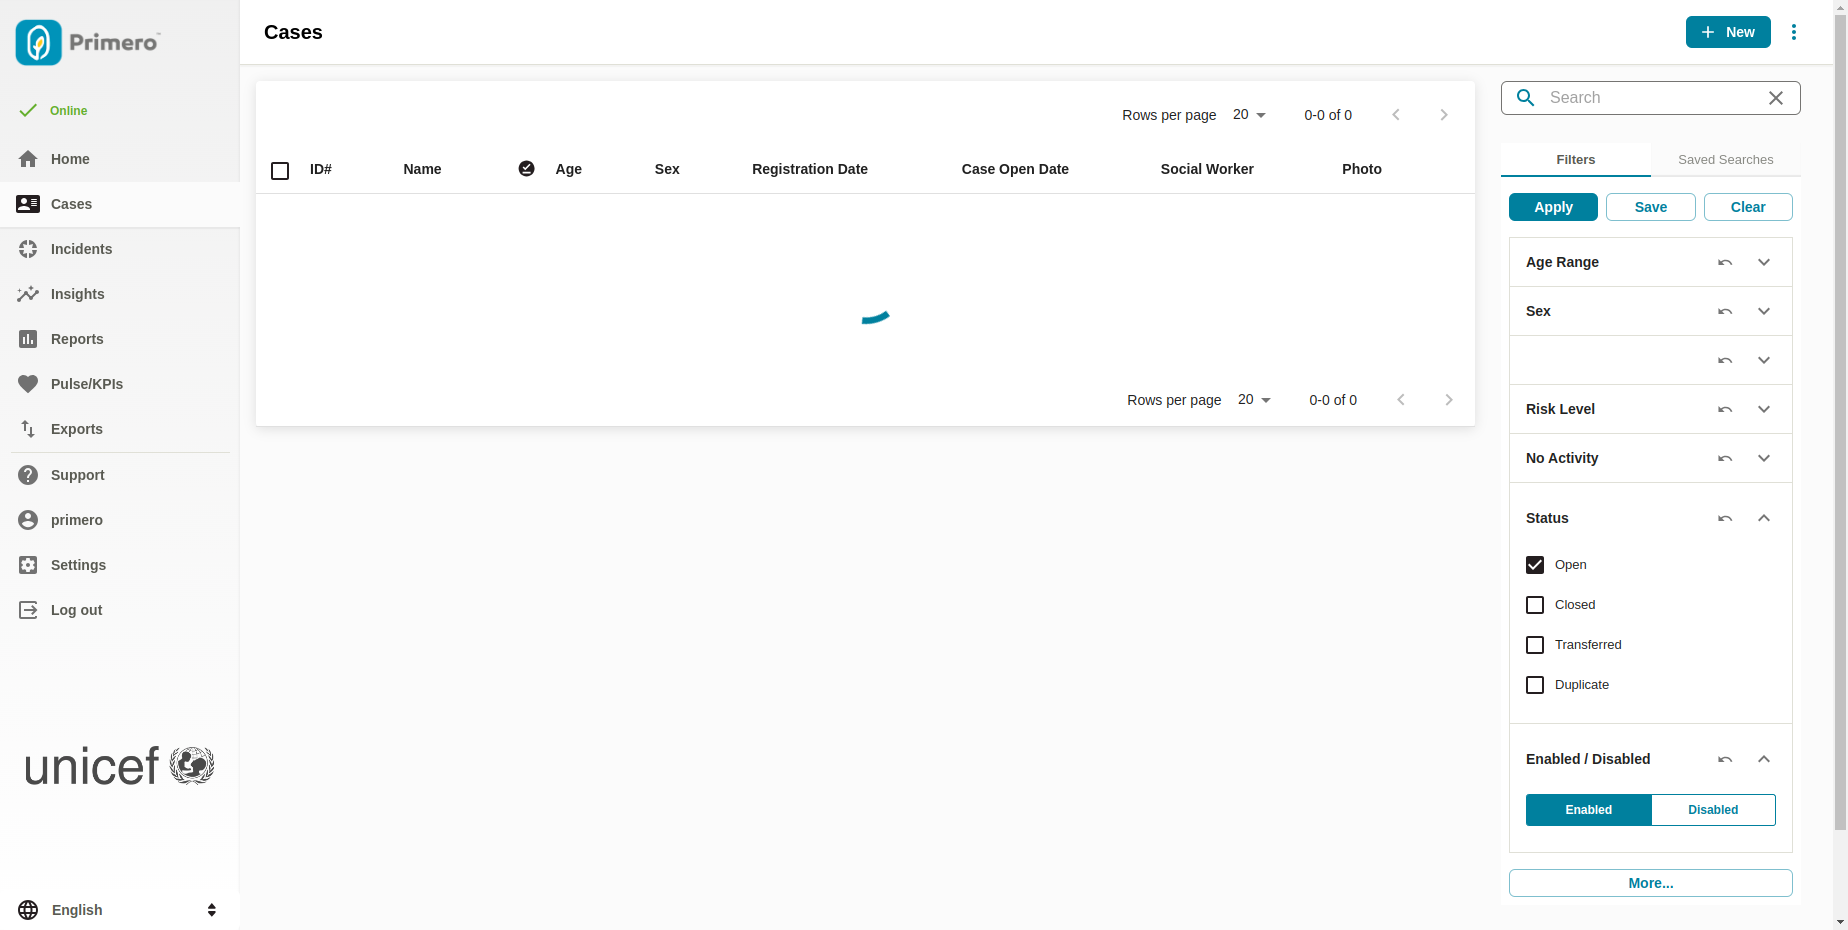 Primero™
Online
Home
Cases
Incidents
Insights
Reports
Pulse/KPIs
Exports
Support
primero
Settings
Log out
unicef
English
Cases
New
Rows per page 20 0-0 of 0
ID# Name Age Sex Registration Date Case Open Date Social Worker Photo
Rows per page 20 0-0 of 0
Search
Filters Saved Searches
Apply Save Clear
Age Range
Sex
Risk Level
No Activity
Status
Open
Closed
Transferred
Duplicate
Enabled / Disabled
Enabled Disabled
More...